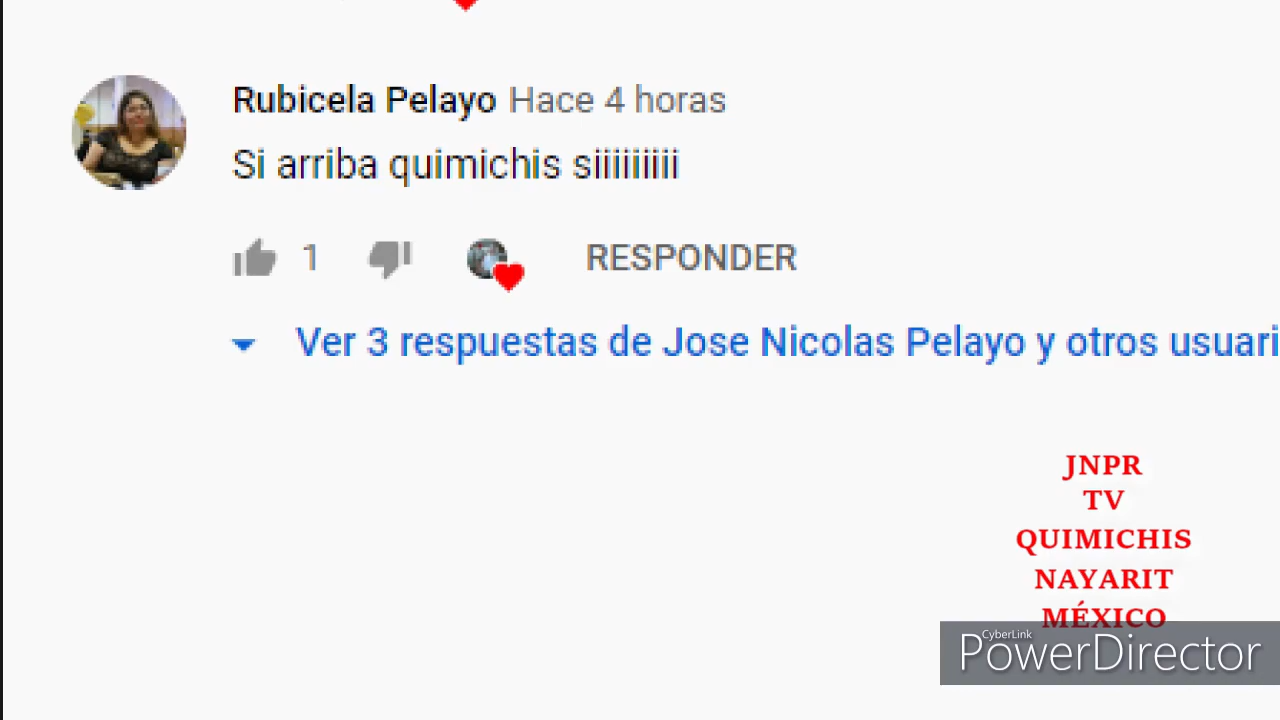 Rubicela Pelayo Hace 4 horas
Si arriba quimichis siiiiiiiii
1 RESPONDER
Ver 3 respuestas de Jose Nicolas Pelayo y otros usuari
JNPR
TV
QUIMICHIS
NAYARIT
MÉXICO
CyberLink
PowerDirector